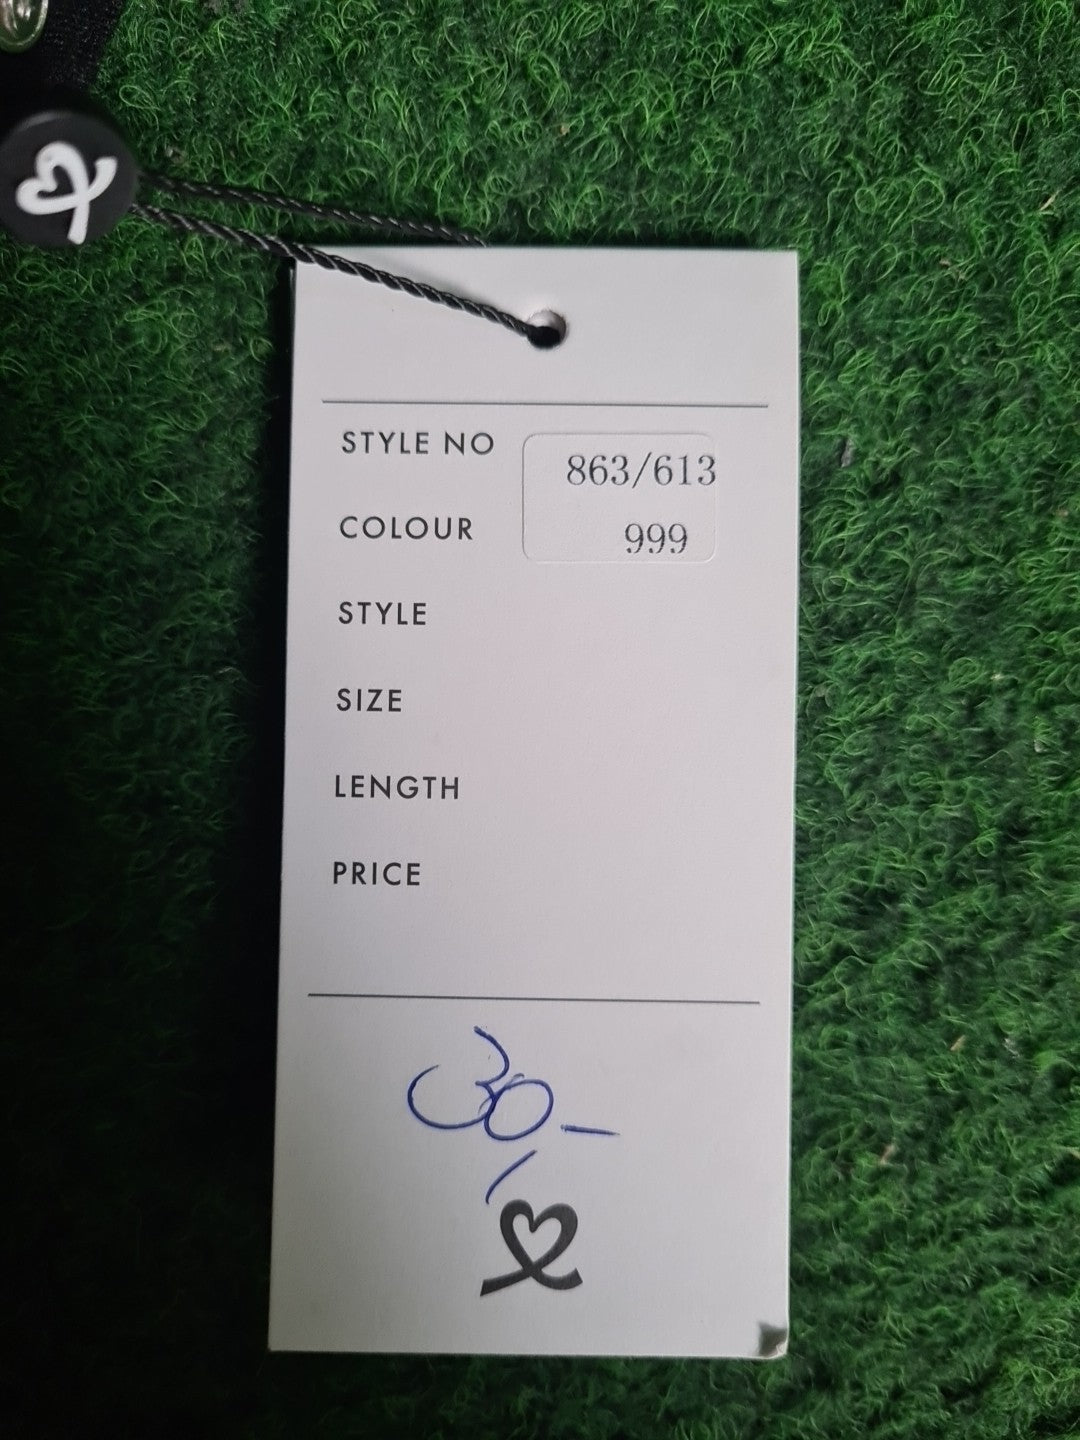 STYLE NO 863/613
COLOUR 999
STYLE
SIZE
LENGTH
PRICE
30,-